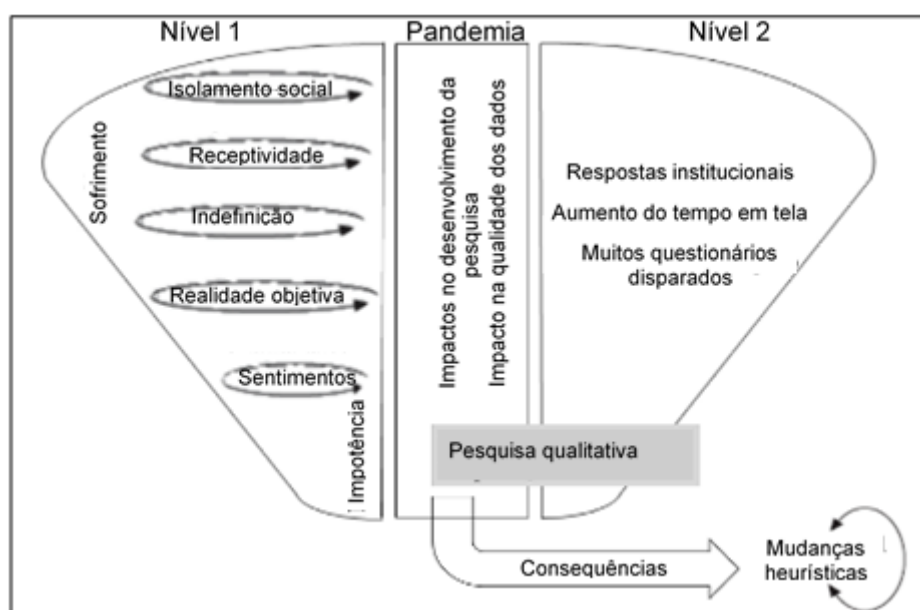 Nível 1
Pandemia
Nível 2
Isolamento social
Receptividade
Indefinição
Realidade objetiva
Sentimentos
Sofrimento
Impotência
Impactos no desenvolvimento da
pesquisa
Impacto na qualidade dos dados
Respostas institucionais
Aumento do tempo em tela
Muitos questionários
disparados
Pesquisa qualitativa
Consequências
Mudanças
heurísticas